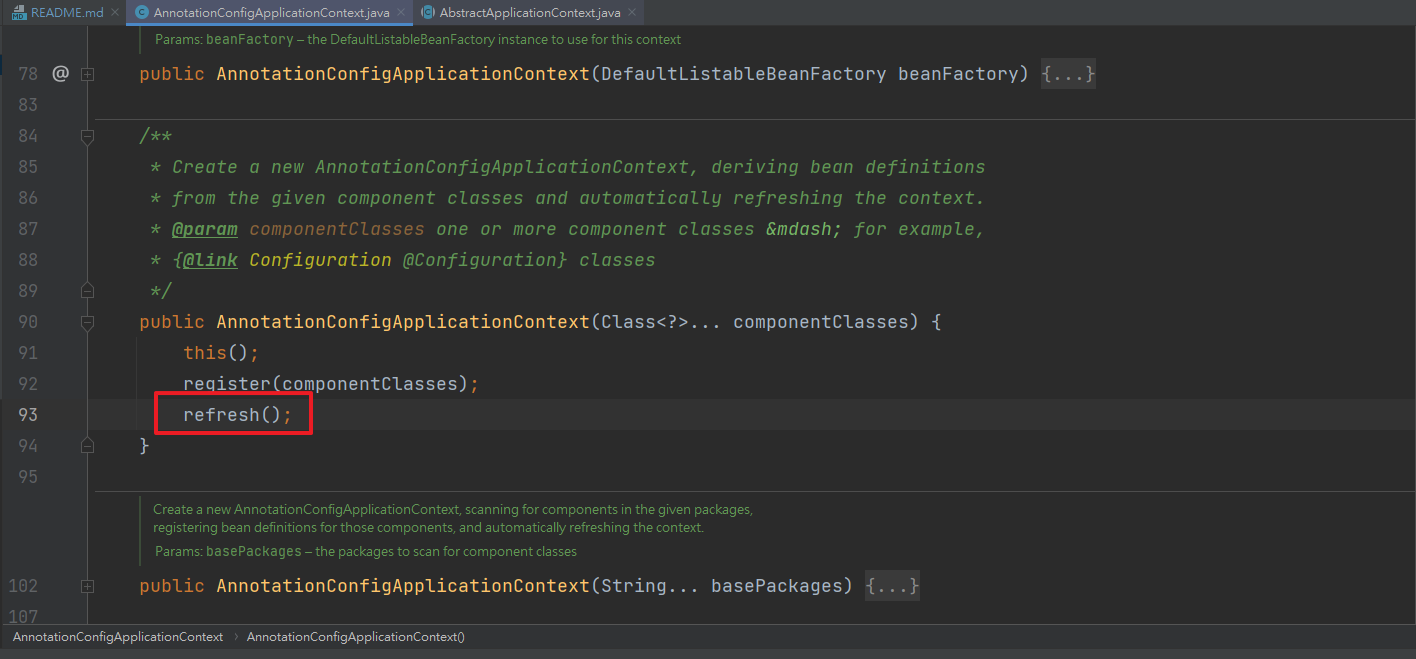 README.md AnnotationConfigApplicationContext.java AbstractApplicationContext.java
Params: beanFactory – the DefaultListableBeanFactory instance to use for this context
78 @ public AnnotationConfigApplicationContext(DefaultListableBeanFactory beanFactory) {...}
83
84 /**
85 * Create a new AnnotationConfigApplicationContext, deriving bean definitions
86 * from the given component classes and automatically refreshing the context.
87 * @param componentClasses one or more component classes &mdash; for example,
88 * {@link Configuration @Configuration} classes
89 */
90 public AnnotationConfigApplicationContext(Class<?>... componentClasses) {
91 this();
92 register(componentClasses);
93 refresh();
94 }
95
Create a new AnnotationConfigApplicationContext, scanning for components in the given packages,
registering bean definitions for those components, and automatically refreshing the context.
Params: basePackages – the packages to scan for component classes
102 public AnnotationConfigApplicationContext(String... basePackages) {...}
107
AnnotationConfigApplicationContext › AnnotationConfigApplicationContext()